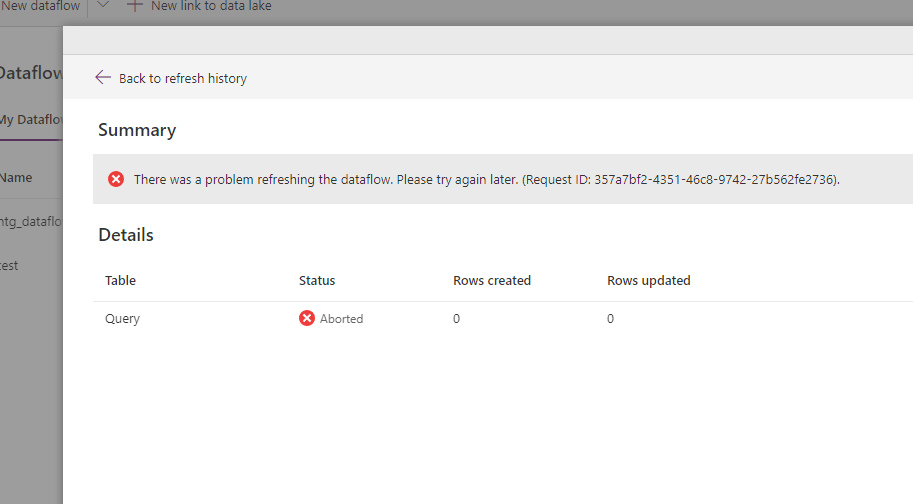 New dataflow
New link to data lake
Dataflow
My Dataflo
Name
ntg_dataflo
test
Back to refresh history
Summary
There was a problem refreshing the dataflow. Please try again later. (Request ID: 357a7bf2-4351-46c8-9742-27b562fe2736).
Details
Table Status Rows created Rows updated
Query Aborted 0 0